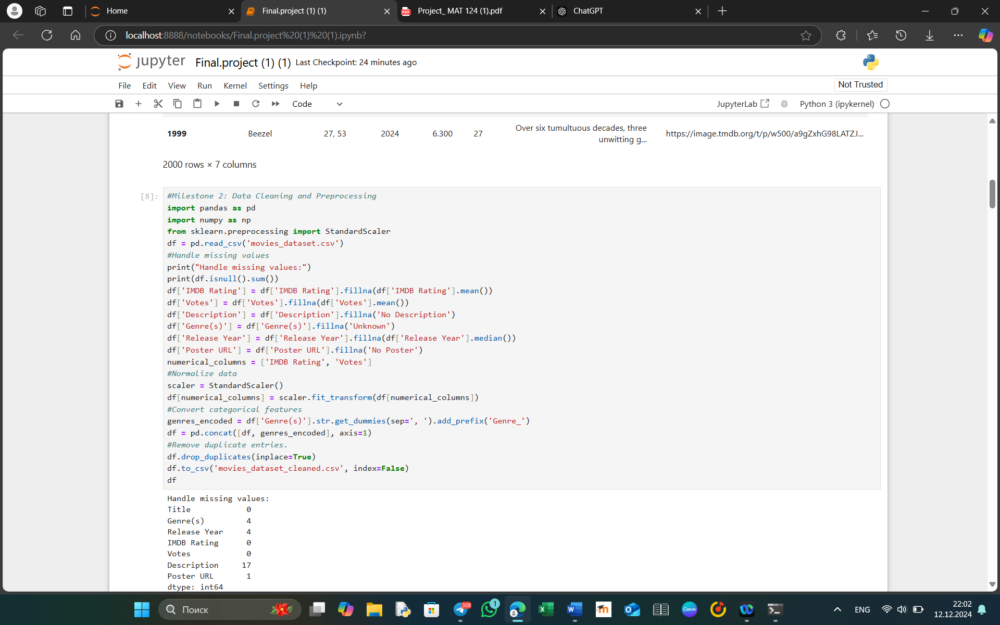 Home
Final.project (1) (1)
Project_ MAT 124 (1).pdf
ChatGPT
localhost:8888/notebooks/Final.project%20(1)%20(1).ipynb?
jupyter
Final.project (1) (1) Last Checkpoint: 24 minutes ago
File Edit View Run Kernel Settings Help
Not Trusted
Code
JupyterLab
Python 3 (ipykernel)
1999 Beezel 27, 53 2024 6.300 27 Over six tumultuous decades, three unwitting g... https://image.tmdb.org/t/p/w500/a9gZxhG98LATZJ...
2000 rows × 7 columns
[8]:
#Milestone 2: Data Cleaning and Preprocessing
import pandas as pd
import numpy as np
from sklearn.preprocessing import StandardScaler
df = pd.read_csv('movies_dataset.csv')
#Handle missing values
print("Handle missing values:")
print(df.isnull().sum())
df['IMDB Rating'] = df['IMDB Rating'].fillna(df['IMDB Rating'].mean())
df['Votes'] = df['Votes'].fillna(df['Votes'].mean())
df['Description'] = df['Description'].fillna('No Description')
df['Genre(s)'] = df['Genre(s)'].fillna('Unknown')
df['Release Year'] = df['Release Year'].fillna(df['Release Year'].median())
df['Poster URL'] = df['Poster URL'].fillna('No Poster')
numerical_columns = ['IMDB Rating', 'Votes']
#Normalize data
scaler = StandardScaler()
df[numerical_columns] = scaler.fit_transform(df[numerical_columns])
#Convert categorical features
genres_encoded = df['Genre(s)'].str.get_dummies(sep=', ').add_prefix('Genre_')
df = pd.concat([df, genres_encoded], axis=1)
#Remove duplicate entries.
df.drop_duplicates(inplace=True)
df.to_csv('movies_dataset_cleaned.csv', index=False)
df
Handle missing values:
Title 0
Genre(s) 4
Release Year 4
IMDB Rating 0
Votes 0
Description 17
Poster URL 1
dtype: int64
Поиск
308
1
Canva
ENG
22:02
12.12.2024